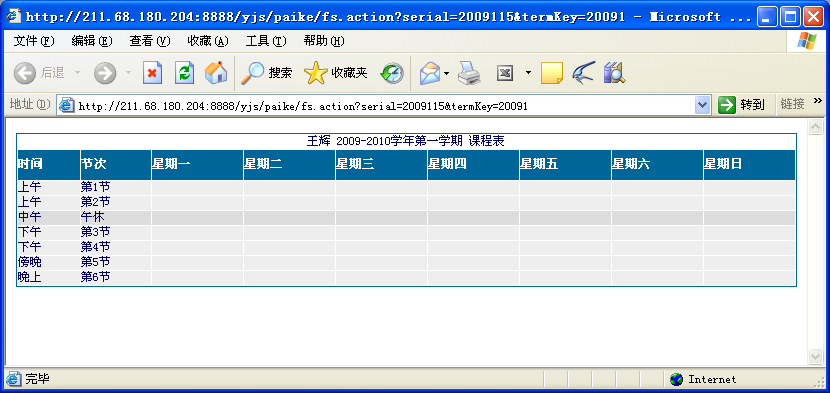 http://211.68.180.204:8888/yjs/paike/fs.action?serial=2009115&termKey=20091 - Microsoft ...
文件(F) 编辑(E) 查看(V) 收藏(A) 工具(T) 帮助(H)
后退 搜索 收藏夹
地址(D) http://211.68.180.204:8888/yjs/paike/fs.action?serial=2009115&termKey=20091 转到 链接 »
王辉 2009-2010学年第一学期 课程表
时间 节次 星期一 星期二 星期三 星期四 星期五 星期六 星期日
上午 第1节
上午 第2节
中午 午休
下午 第3节
下午 第4节
傍晚 第5节
晚上 第6节
完毕 Internet